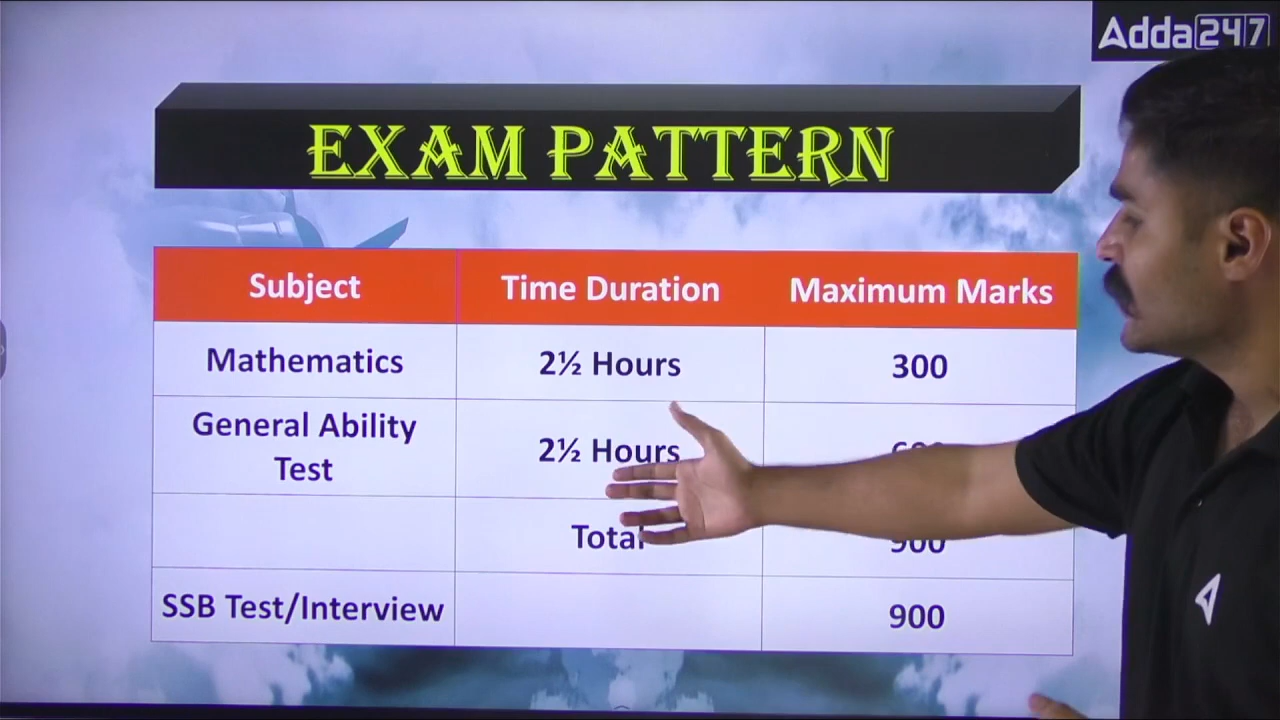 Adda247
EXAM PATTERN
Subject Time Duration Maximum Marks
Mathematics 2½ Hours 300
General Ability
Test
2½ Hours
Total 900
SSB Test/Interview 900